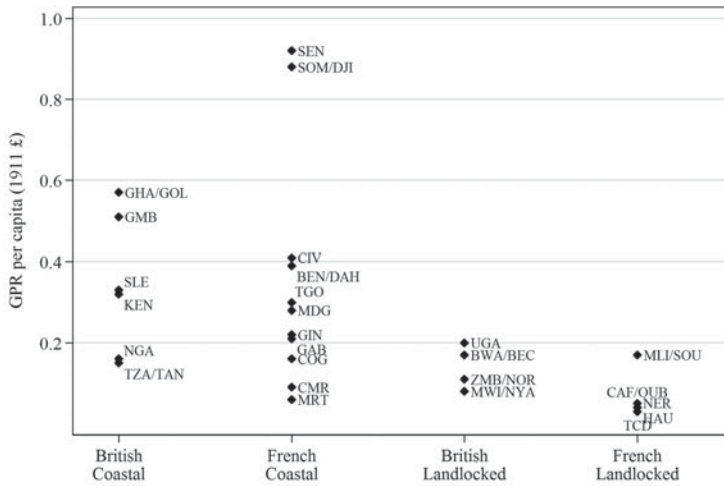 1.0
0.8
0.6
0.4
0.2
GPR per capita (1911 £)
GHA/GOL
GMB
SLE
KEN
NGA
TZA/TAN
SEN
SOM/DJI
CIV
BEN/DAH
TGO
MDG
GIN
GAB
COG
CMR
MRT
UGA
BWA/BEC
ZMB/NOR
MWI/NYA
MLI/SOU
CAF/OUB
NER
HAU
TCD
British
Coastal
French
Coastal
British
Landlocked
French
Landlocked